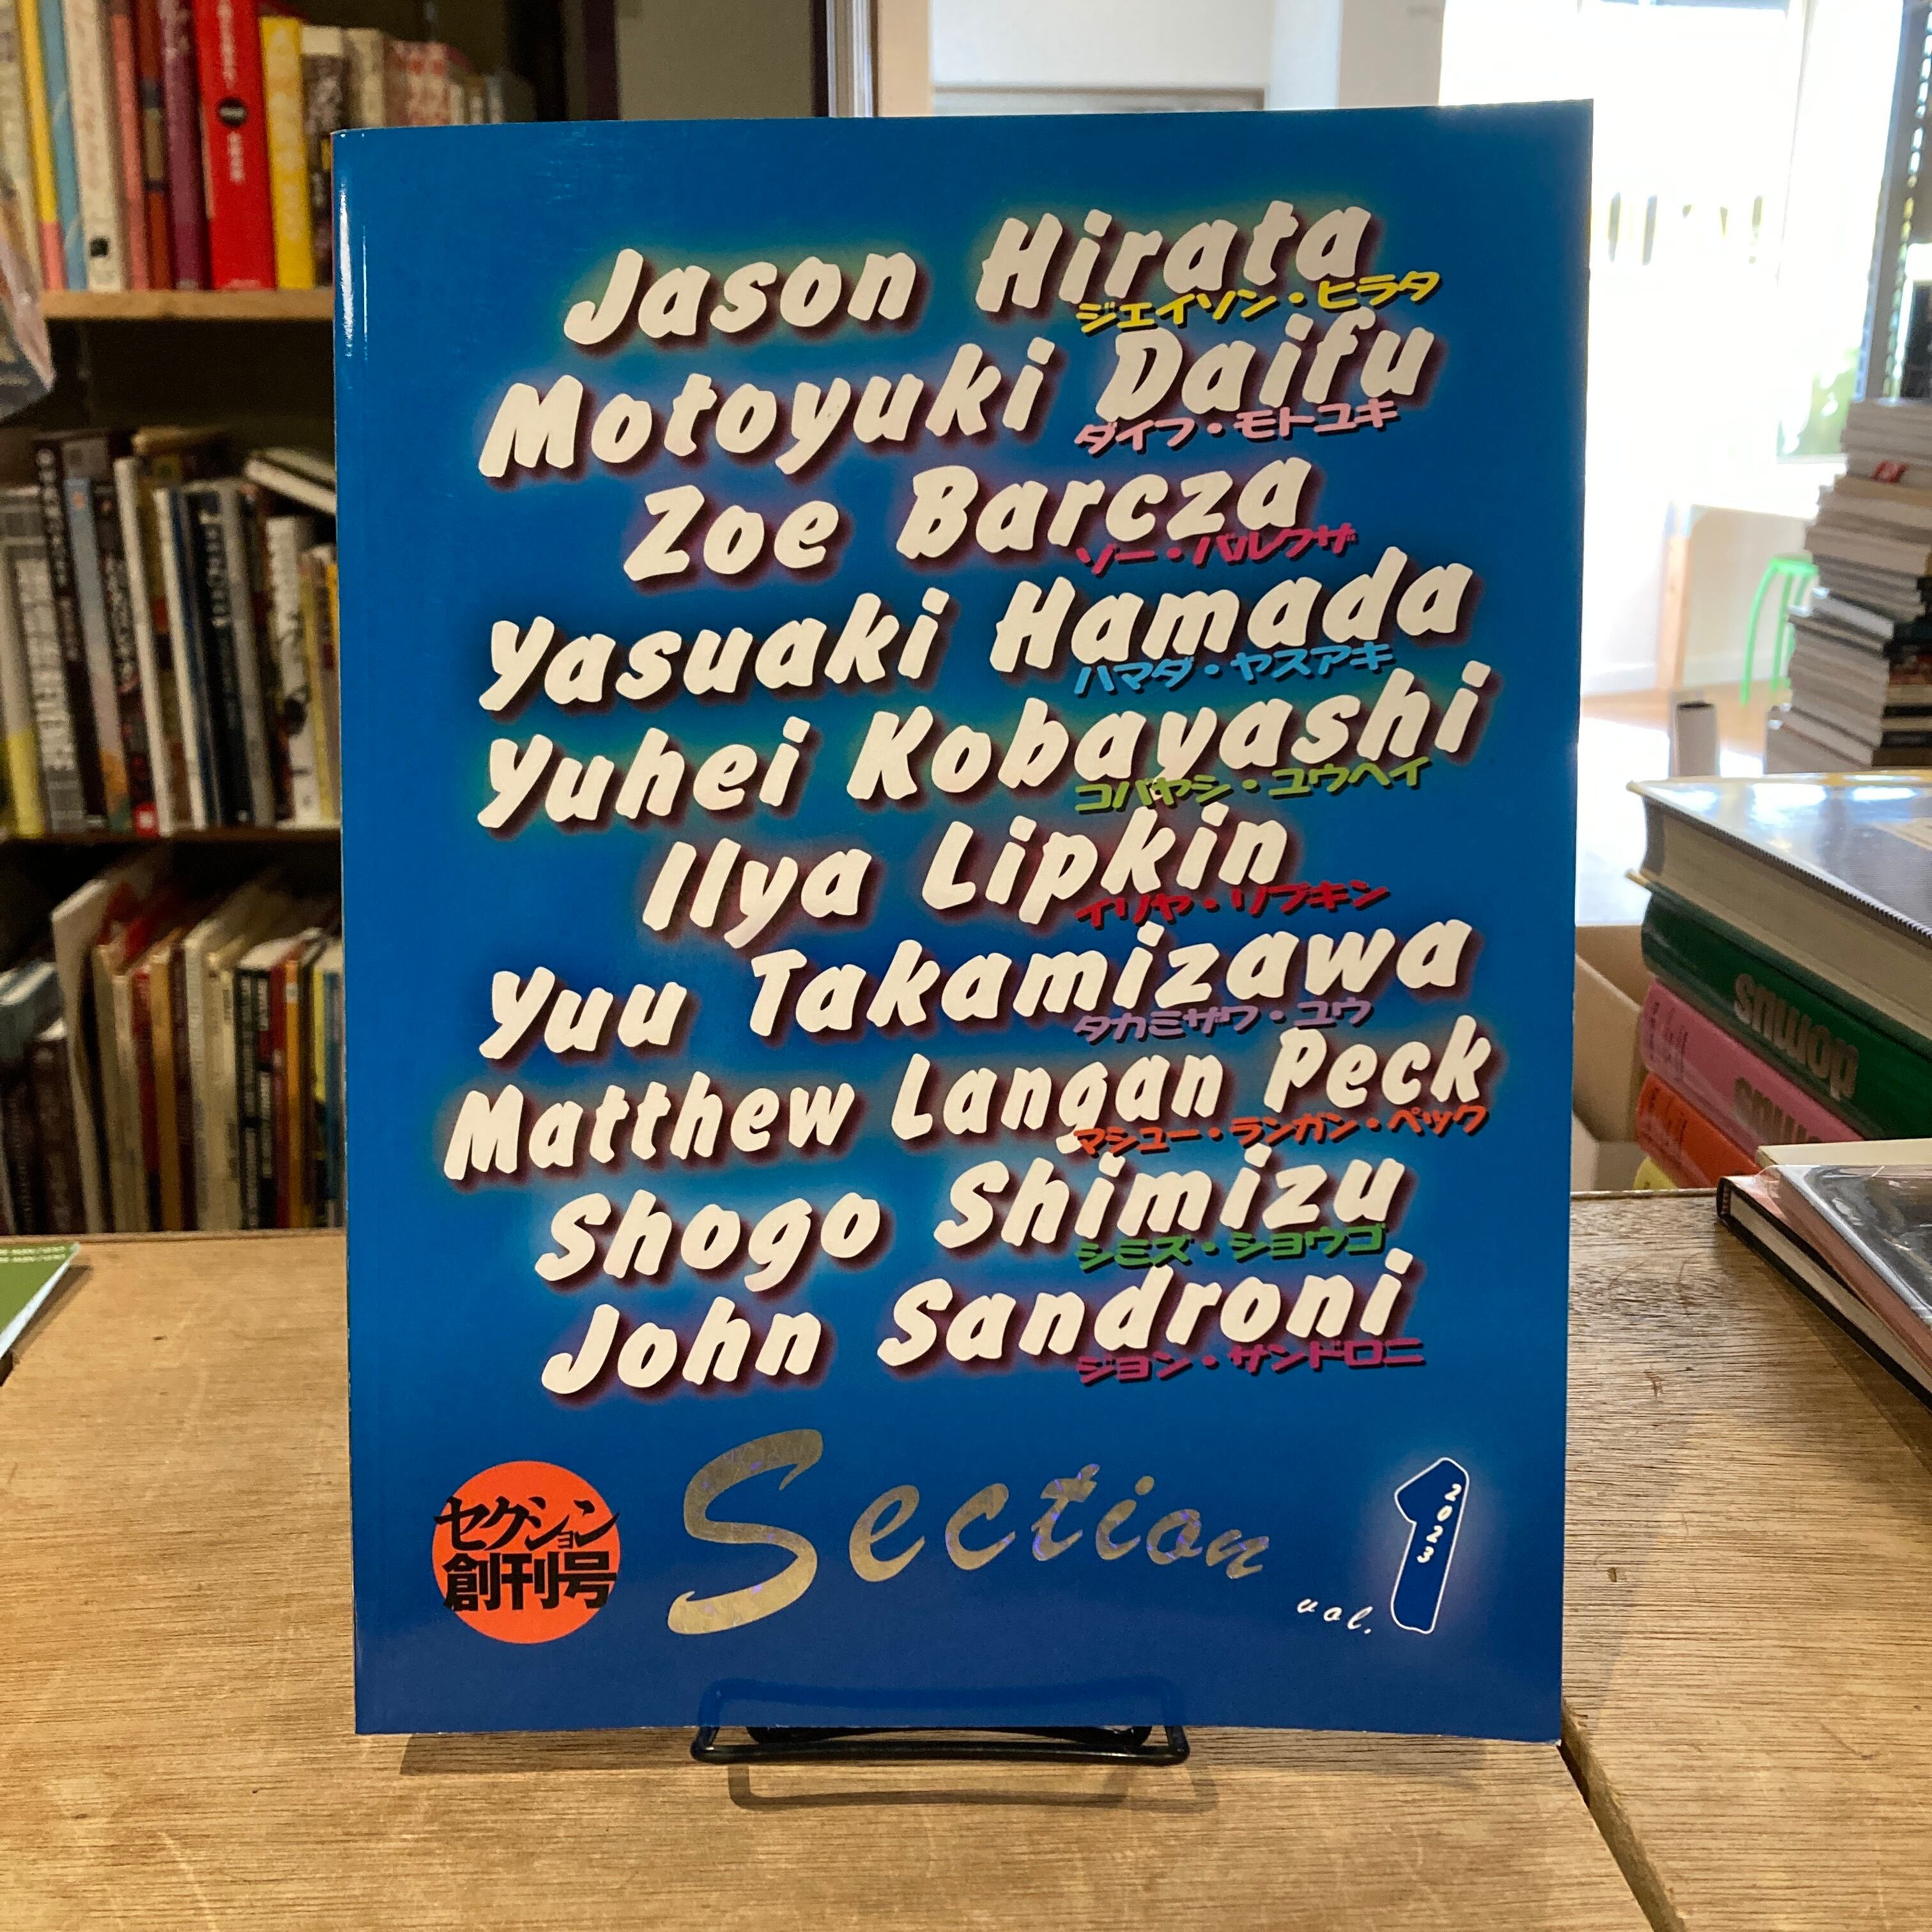 Jason Hirata
ジェイソン・ヒラタ
Motoyuki Daifu
ダイフ・モトユキ
Zoe Barcza
ゾー・バルクザ
Yasuaki Hamada
ハマダ・ヤスアキ
Yuhei Kobayashi
コバヤシ・ユウヘイ
Ilya Lipkin
イリヤ・リプキン
Yuu Takamizawa
タカミザワ・ユウ
Matthew Langan Peck
マシュー・ランガン・ペック
Shogo Shimizu
シミズ・ショウゴ
John Sandroni
ジョン・サンドロニ
セクション
創刊号
Section
vol.
1
2023
domus